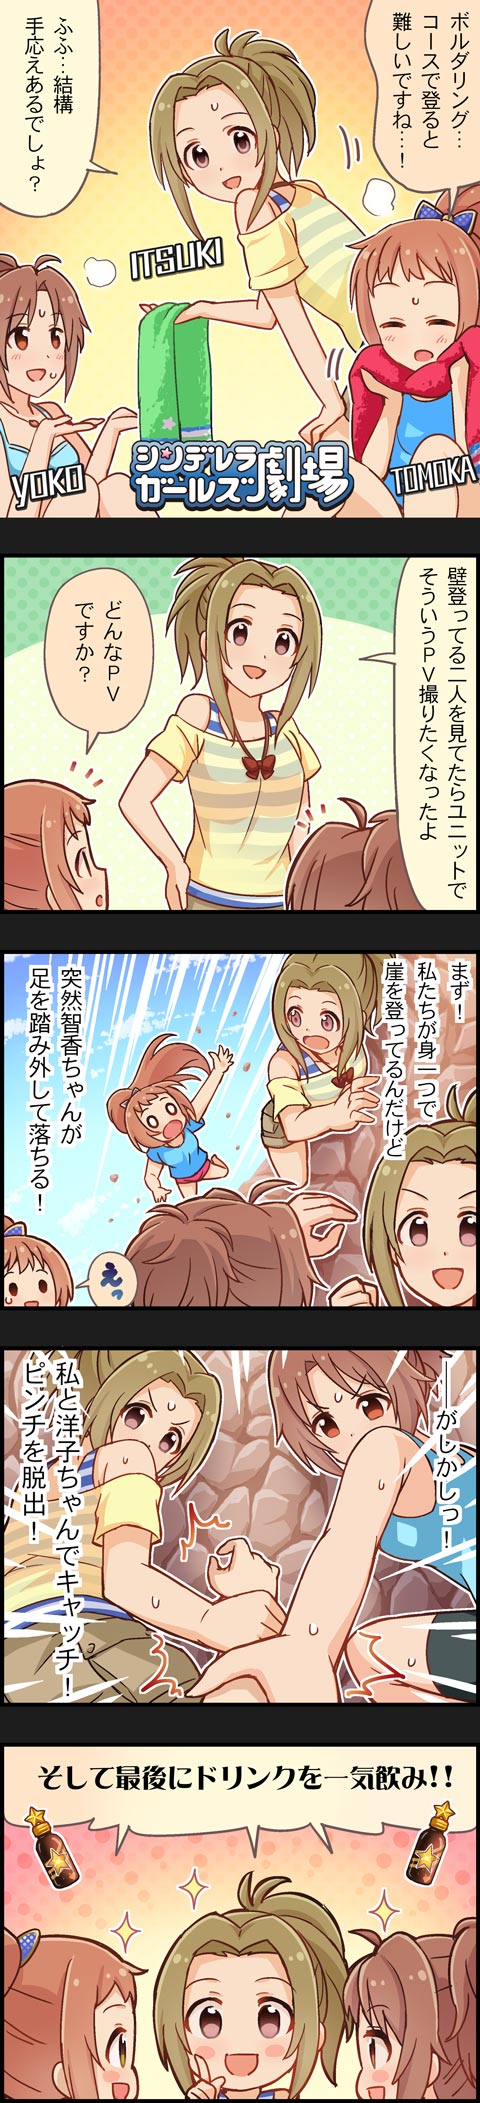 ボルダリング…
コースで登ると
難しいですね…！
ふふ…結構
手応えあるでしょ？
ITSUKI
YOKO
TOMOKA
シンデレラ
ガールズ劇場
壁登ってる二人を見てたらユニットで
そういうPV撮りたくなったよ
どんなPV
ですか？
まず！
私たちが身一つで
崖を登ってるんだけど
突然智香ちゃんが
足を踏み外して落ちる！
えっ
──がしかしっ！
私と洋子ちゃんでキャッチ！
ピンチを脱出！
そして最後にドリンクを一気飲み!!